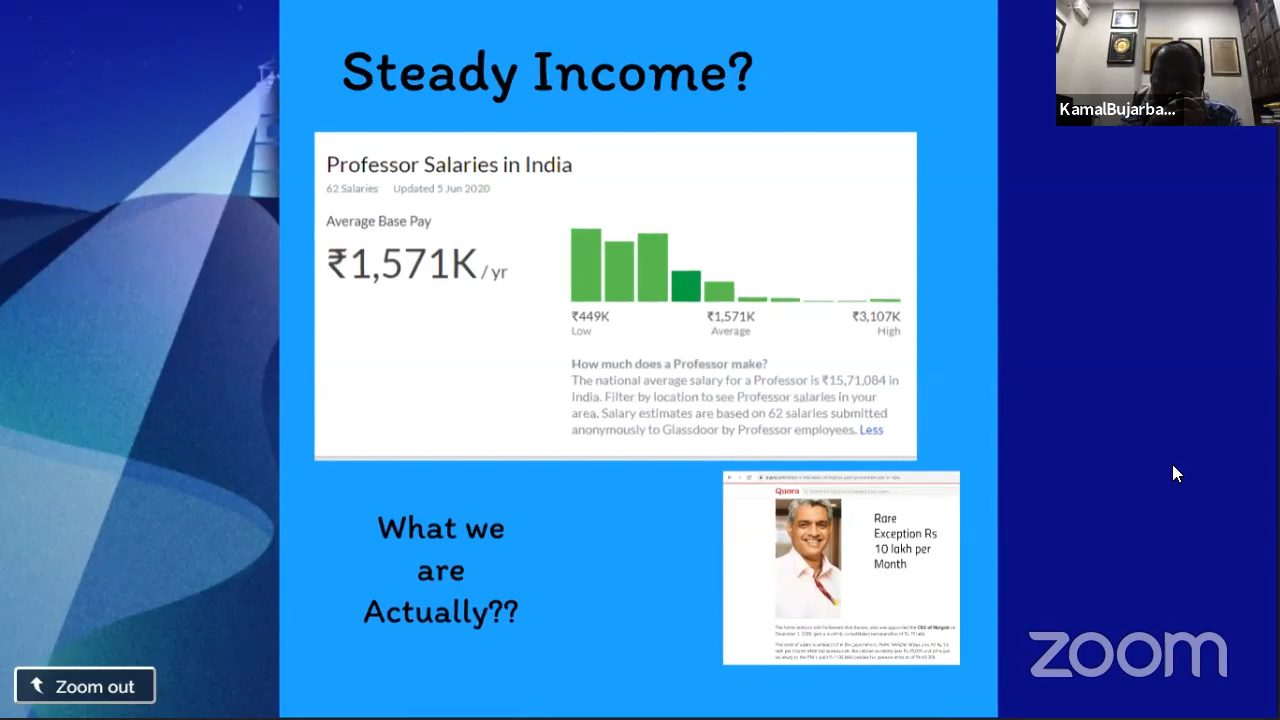 Steady Income?
KamalBujarba...
Professor Salaries in India
62 Salaries Updated 5 Jun 2020
Average Base Pay
₹1,571K / yr
₹449K ₹1,571K ₹3,107K
Low Average High
How much does a Professor make?
The national average salary for a Professor is ₹15,71,084 in
India. Filter by location to see Professor salaries in your
area. Salary estimates are based on 62 salaries submitted
anonymously to Glassdoor by Professor employees. Less
What we
are
Actually??
Quora
Rare
Exception Rs
10 lakh per
Month
zoom
Zoom out